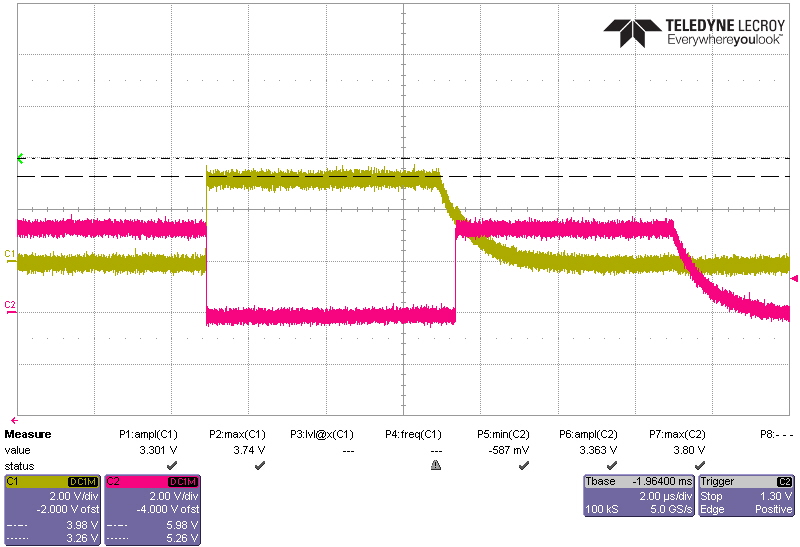 TELEDYNE LECROY
Everywhereyoulook™
C1
C2
Measure P1:ampl(C1) P2:max(C1) P3:lvl@x(C1) P4:freq(C1) P5:min(C2) P6:ampl(C2) P7:max(C2) P8:- - -
value 3.301 V 3.74 V --- --- -587 mV 3.363 V 3.80 V
status
C1 DC1M
2.00 V/div
-2.000 V ofst
3.98 V
3.26 V
C2 DC1M
2.00 V/div
-4.000 V ofst
5.98 V
5.26 V
Tbase -1.96400 ms
2.00 µs/div
100 kS 5.0 GS/s
Trigger C2
Stop 1.30 V
Edge Positive